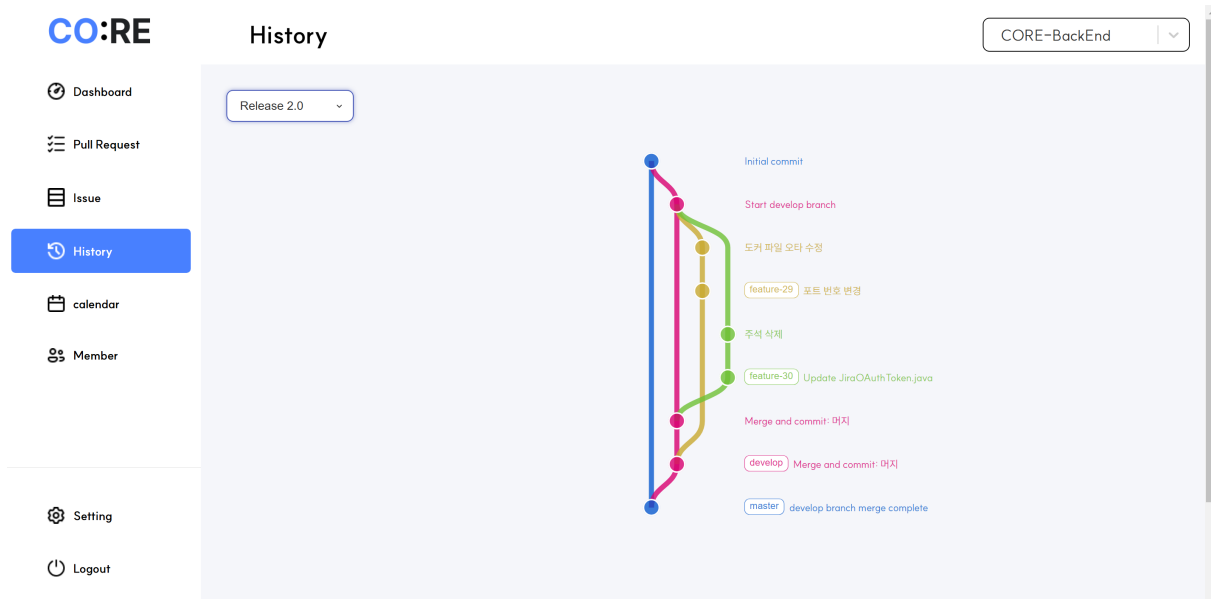 CO:RE
History
CORE-BackEnd
Dashboard
Pull Request
Issue
History
calendar
Member
Setting
Logout
Release 2.0
Initial commit
Start develop branch
도커 파일 오타 수정
feature-29 포트 번호 변경
주석 삭제
feature-30 Update JiraOAuthToken.java
Merge and commit: 머지
develop Merge and commit: 머지
master develop branch merge complete